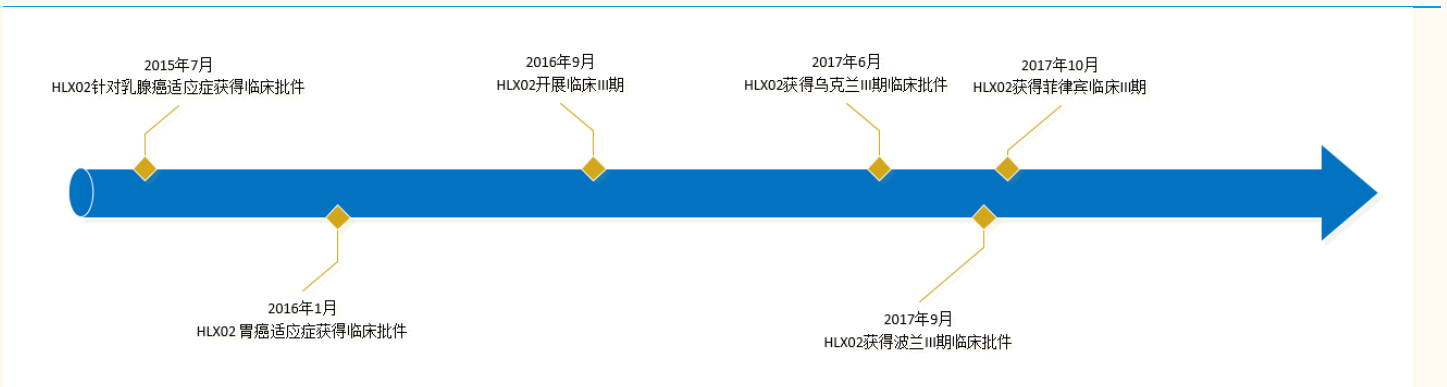 2015年7月
HLX02针对乳腺癌适应症获得临床批件
2016年9月
HLX02开展临床III期
2017年6月
HLX02获得乌克兰III期临床批件
2017年10月
HLX02获得菲律宾临床III期
2016年1月
HLX02 胃癌适应症获得临床批件
2017年9月
HLX02获得波兰III期临床批件